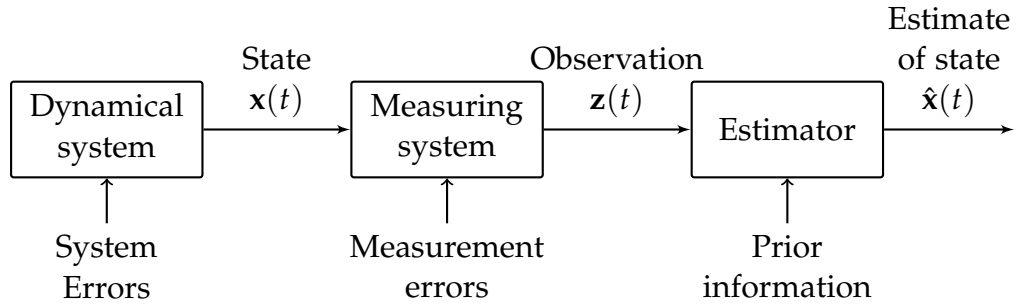 State
𝐱(t)
Observation
𝐳(t)
Estimate
of state
𝐱̂(t)
Dynamical
system
Measuring
system
Estimator
System
Errors
Measurement
errors
Prior
information